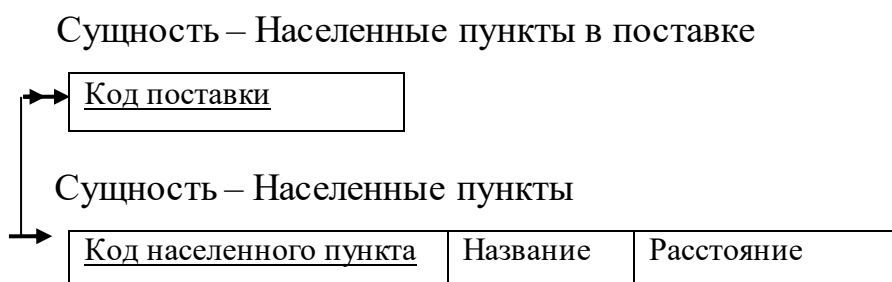 Сущность – Населенные пункты в поставке
Код поставки
Сущность – Населенные пункты
Код населенного пункта Название Расстояние